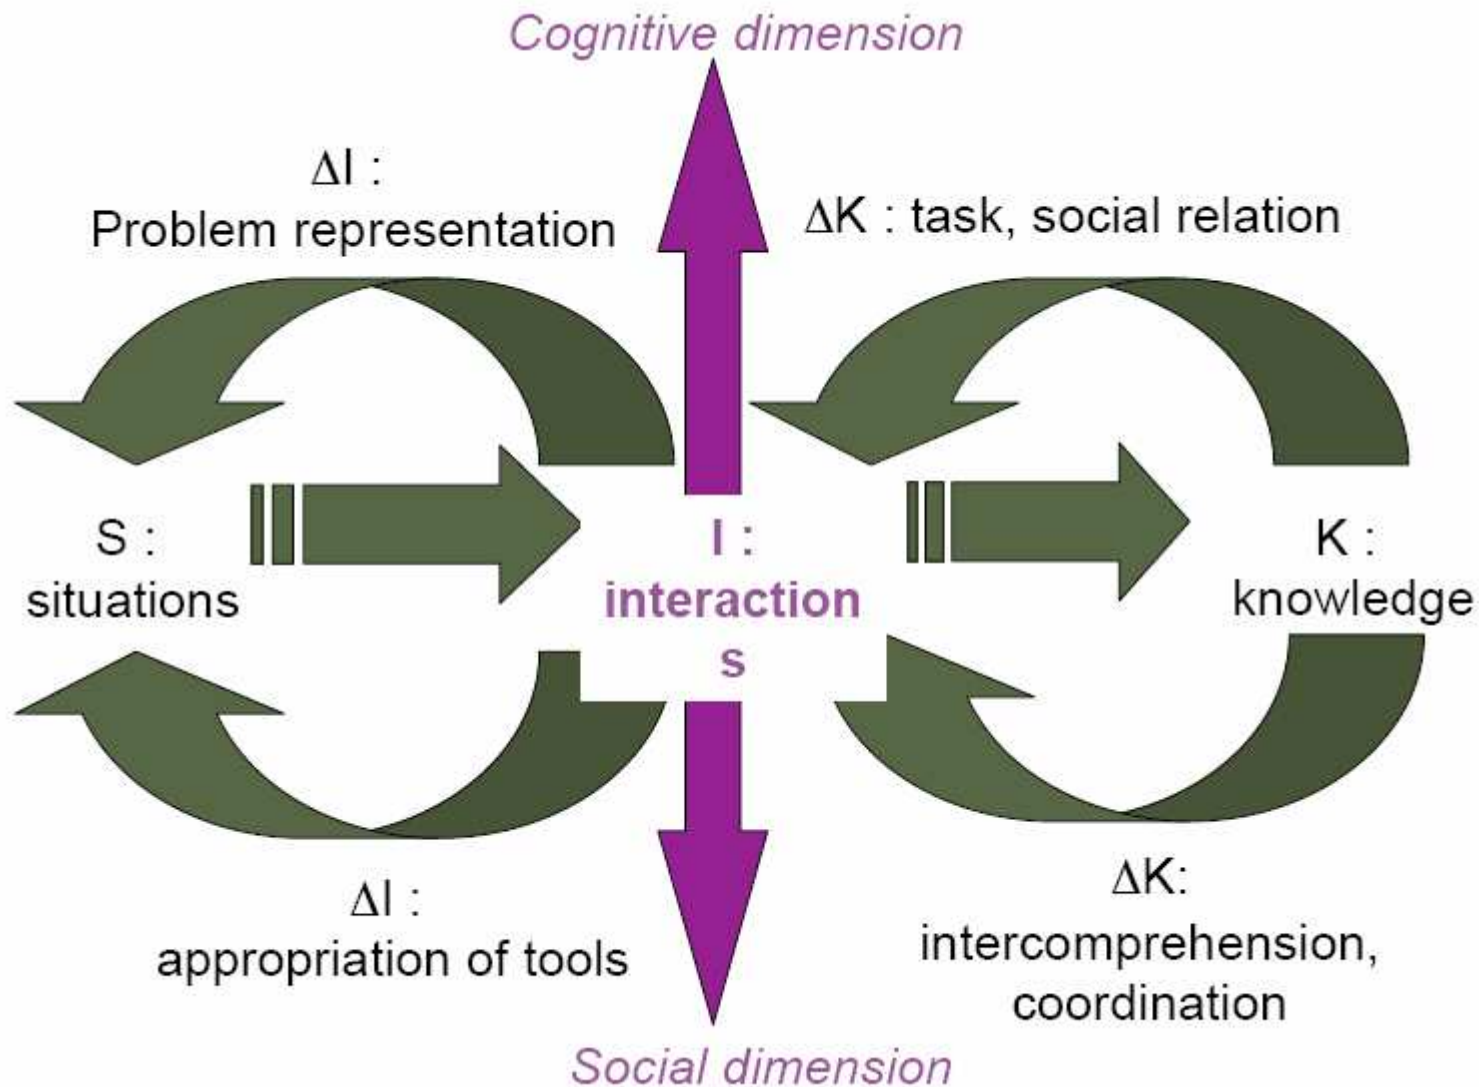 Cognitive dimension
ΔI :
Problem representation
ΔK : task, social relation
S :
situations
I :
interaction
s
K :
knowledge
ΔI :
appropriation of tools
ΔK:
intercomprehension,
coordination
Social dimension